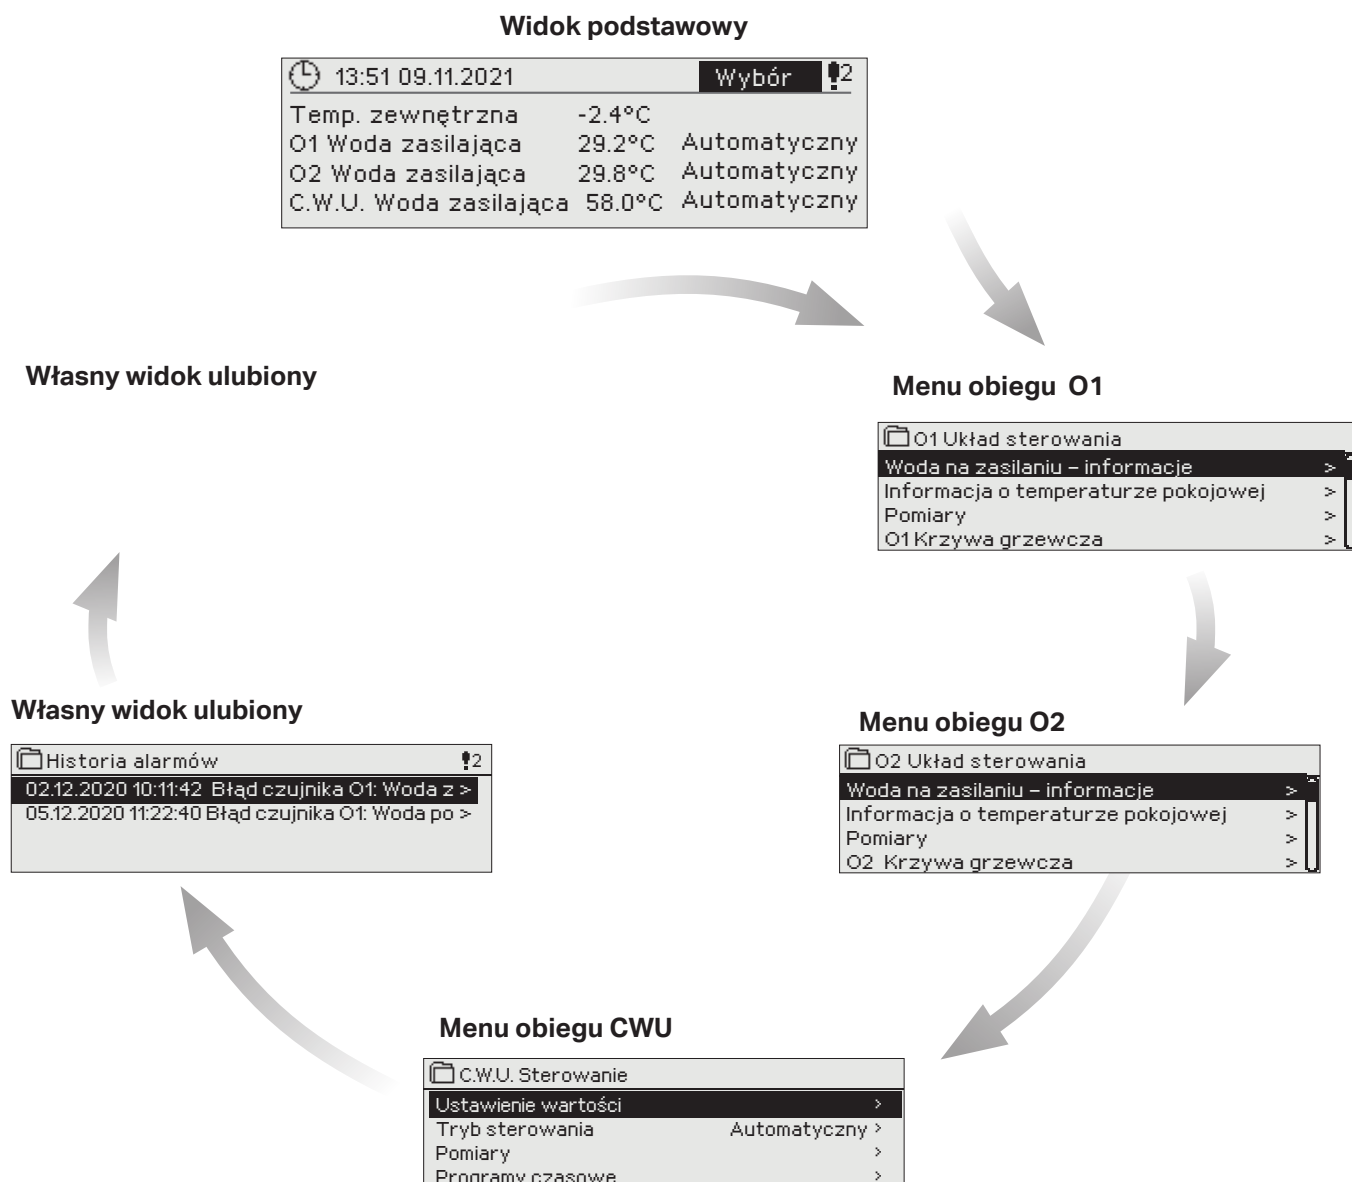 Widok podstawowy
13:51 09.11.2021 Wybór 2
Temp. zewnętrzna -2.4°C
O1 Woda zasilająca 29.2°C Automatyczny
O2 Woda zasilająca 29.8°C Automatyczny
C.W.U. Woda zasilająca 58.0°C Automatyczny
Własny widok ulubiony
Menu obiegu O1
O1 Układ sterowania
Woda na zasilaniu – informacje >
Informacja o temperaturze pokojowej >
Pomiary >
O1 Krzywa grzewcza >
Własny widok ulubiony
Historia alarmów 2
02.12.2020 10:11:42 Błąd czujnika O1: Woda z >
05.12.2020 11:22:40 Błąd czujnika O1: Woda po >
Menu obiegu O2
O2 Układ sterowania
Woda na zasilaniu – informacje >
Informacja o temperaturze pokojowej >
Pomiary >
O2 Krzywa grzewcza >
Menu obiegu CWU
C.W.U. Sterowanie
Ustawienie wartości >
Tryb sterowania Automatyczny >
Pomiary >
Programy czasowe >